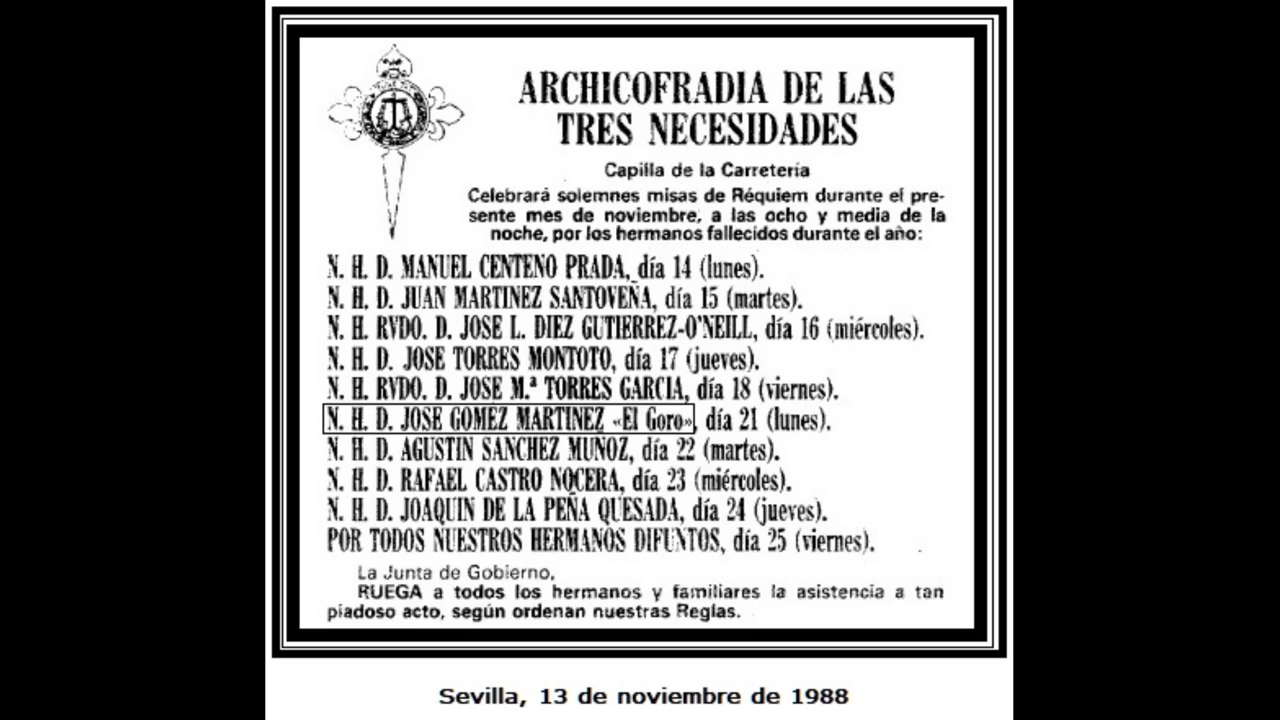 ARCHICOFRADIA DE LAS
TRES NECESIDADES
Capilla de la Carretería
Celebrará solemnes misas de Réquiem durante el pre-
sente mes de noviembre, a las ocho y media de la
noche, por los hermanos fallecidos durante el año:
N. H. D. MANUEL CENTENO PRADA, día 14 (lunes).
N. H. D. JUAN MARTINEZ SANTOVEÑA, día 15 (martes).
N. H. RVDO. D. JOSE L. DIEZ GUTIERREZ-O'NEILL, día 16 (miércoles).
N. H. D. JOSE TORRES MONTOTO, día 17 (jueves).
N. H. RVDO. D. JOSE M.ª TORRES GARCIA, día 18 (viernes).
N. H. D. JOSE GOMEZ MARTINEZ «El Goro», día 21 (lunes).
N. H. D. AGUSTIN SANCHEZ MUÑOZ, día 22 (martes).
N. H. D. RAFAEL CASTRO NOCERA, día 23 (miércoles).
N. H. D. JOAQUIN DE LA PEÑA QUESADA, día 24 (jueves).
POR TODOS NUESTROS HERMANOS DIFUNTOS, día 25 (viernes).
La Junta de Gobierno,
RUEGA a todos los hermanos y familiares la asistencia a tan
piadoso acto, según ordenan nuestras Reglas.
Sevilla, 13 de noviembre de 1988